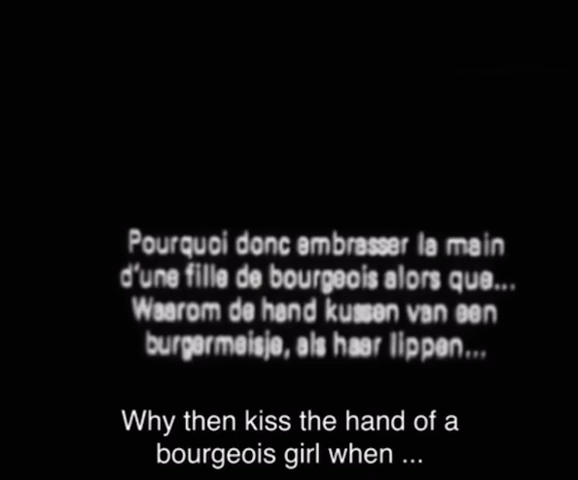 Pourquoi donc embrasser la main
d'une fille de bourgeois alors que...
Waarom de hand kussen van een
burgermeisje, als haar lippen...
Why then kiss the hand of a
bourgeois girl when ...